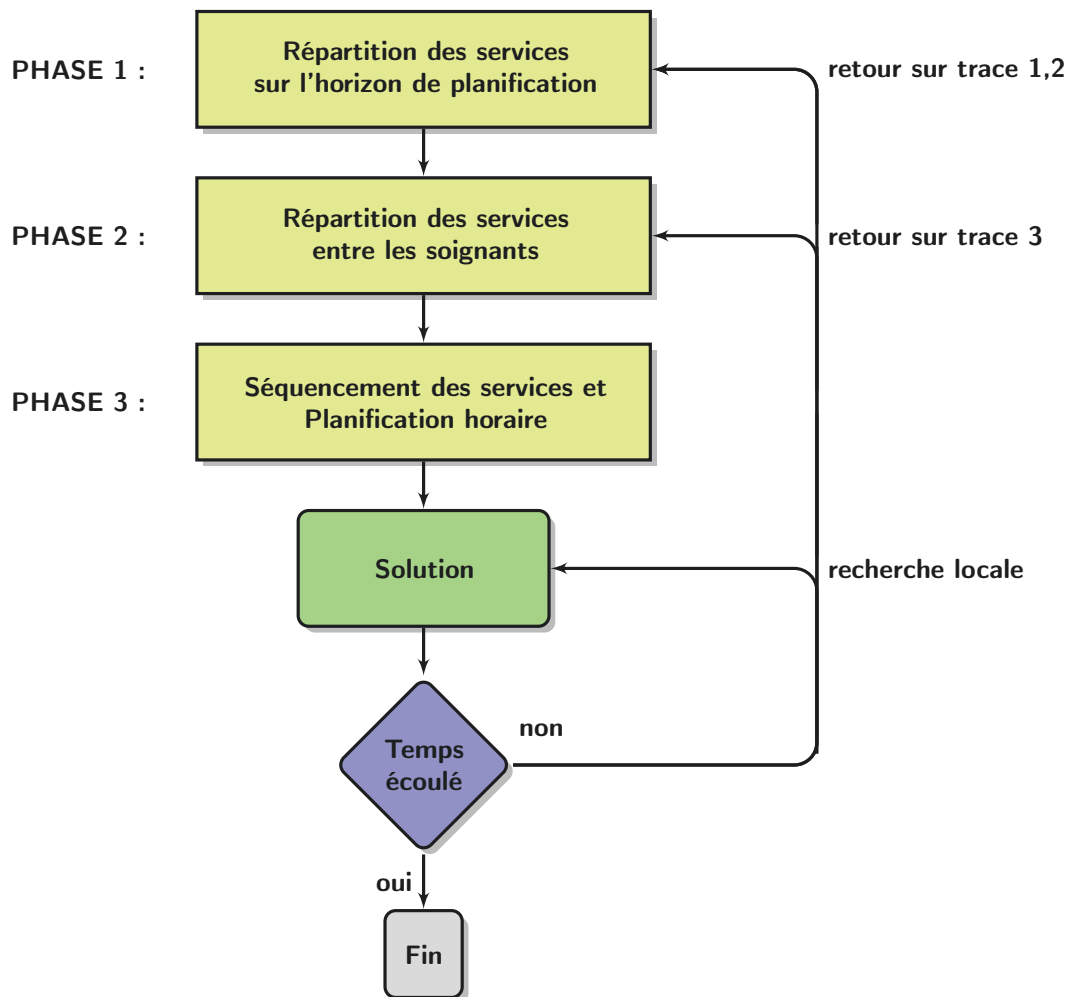 PHASE 1 :
Répartition des services
sur l'horizon de planification
retour sur trace 1,2
PHASE 2 :
Répartition des services
entre les soignants
retour sur trace 3
PHASE 3 :
Séquencement des services et
Planification horaire
Solution
recherche locale
Temps
écoulé
non
oui
Fin